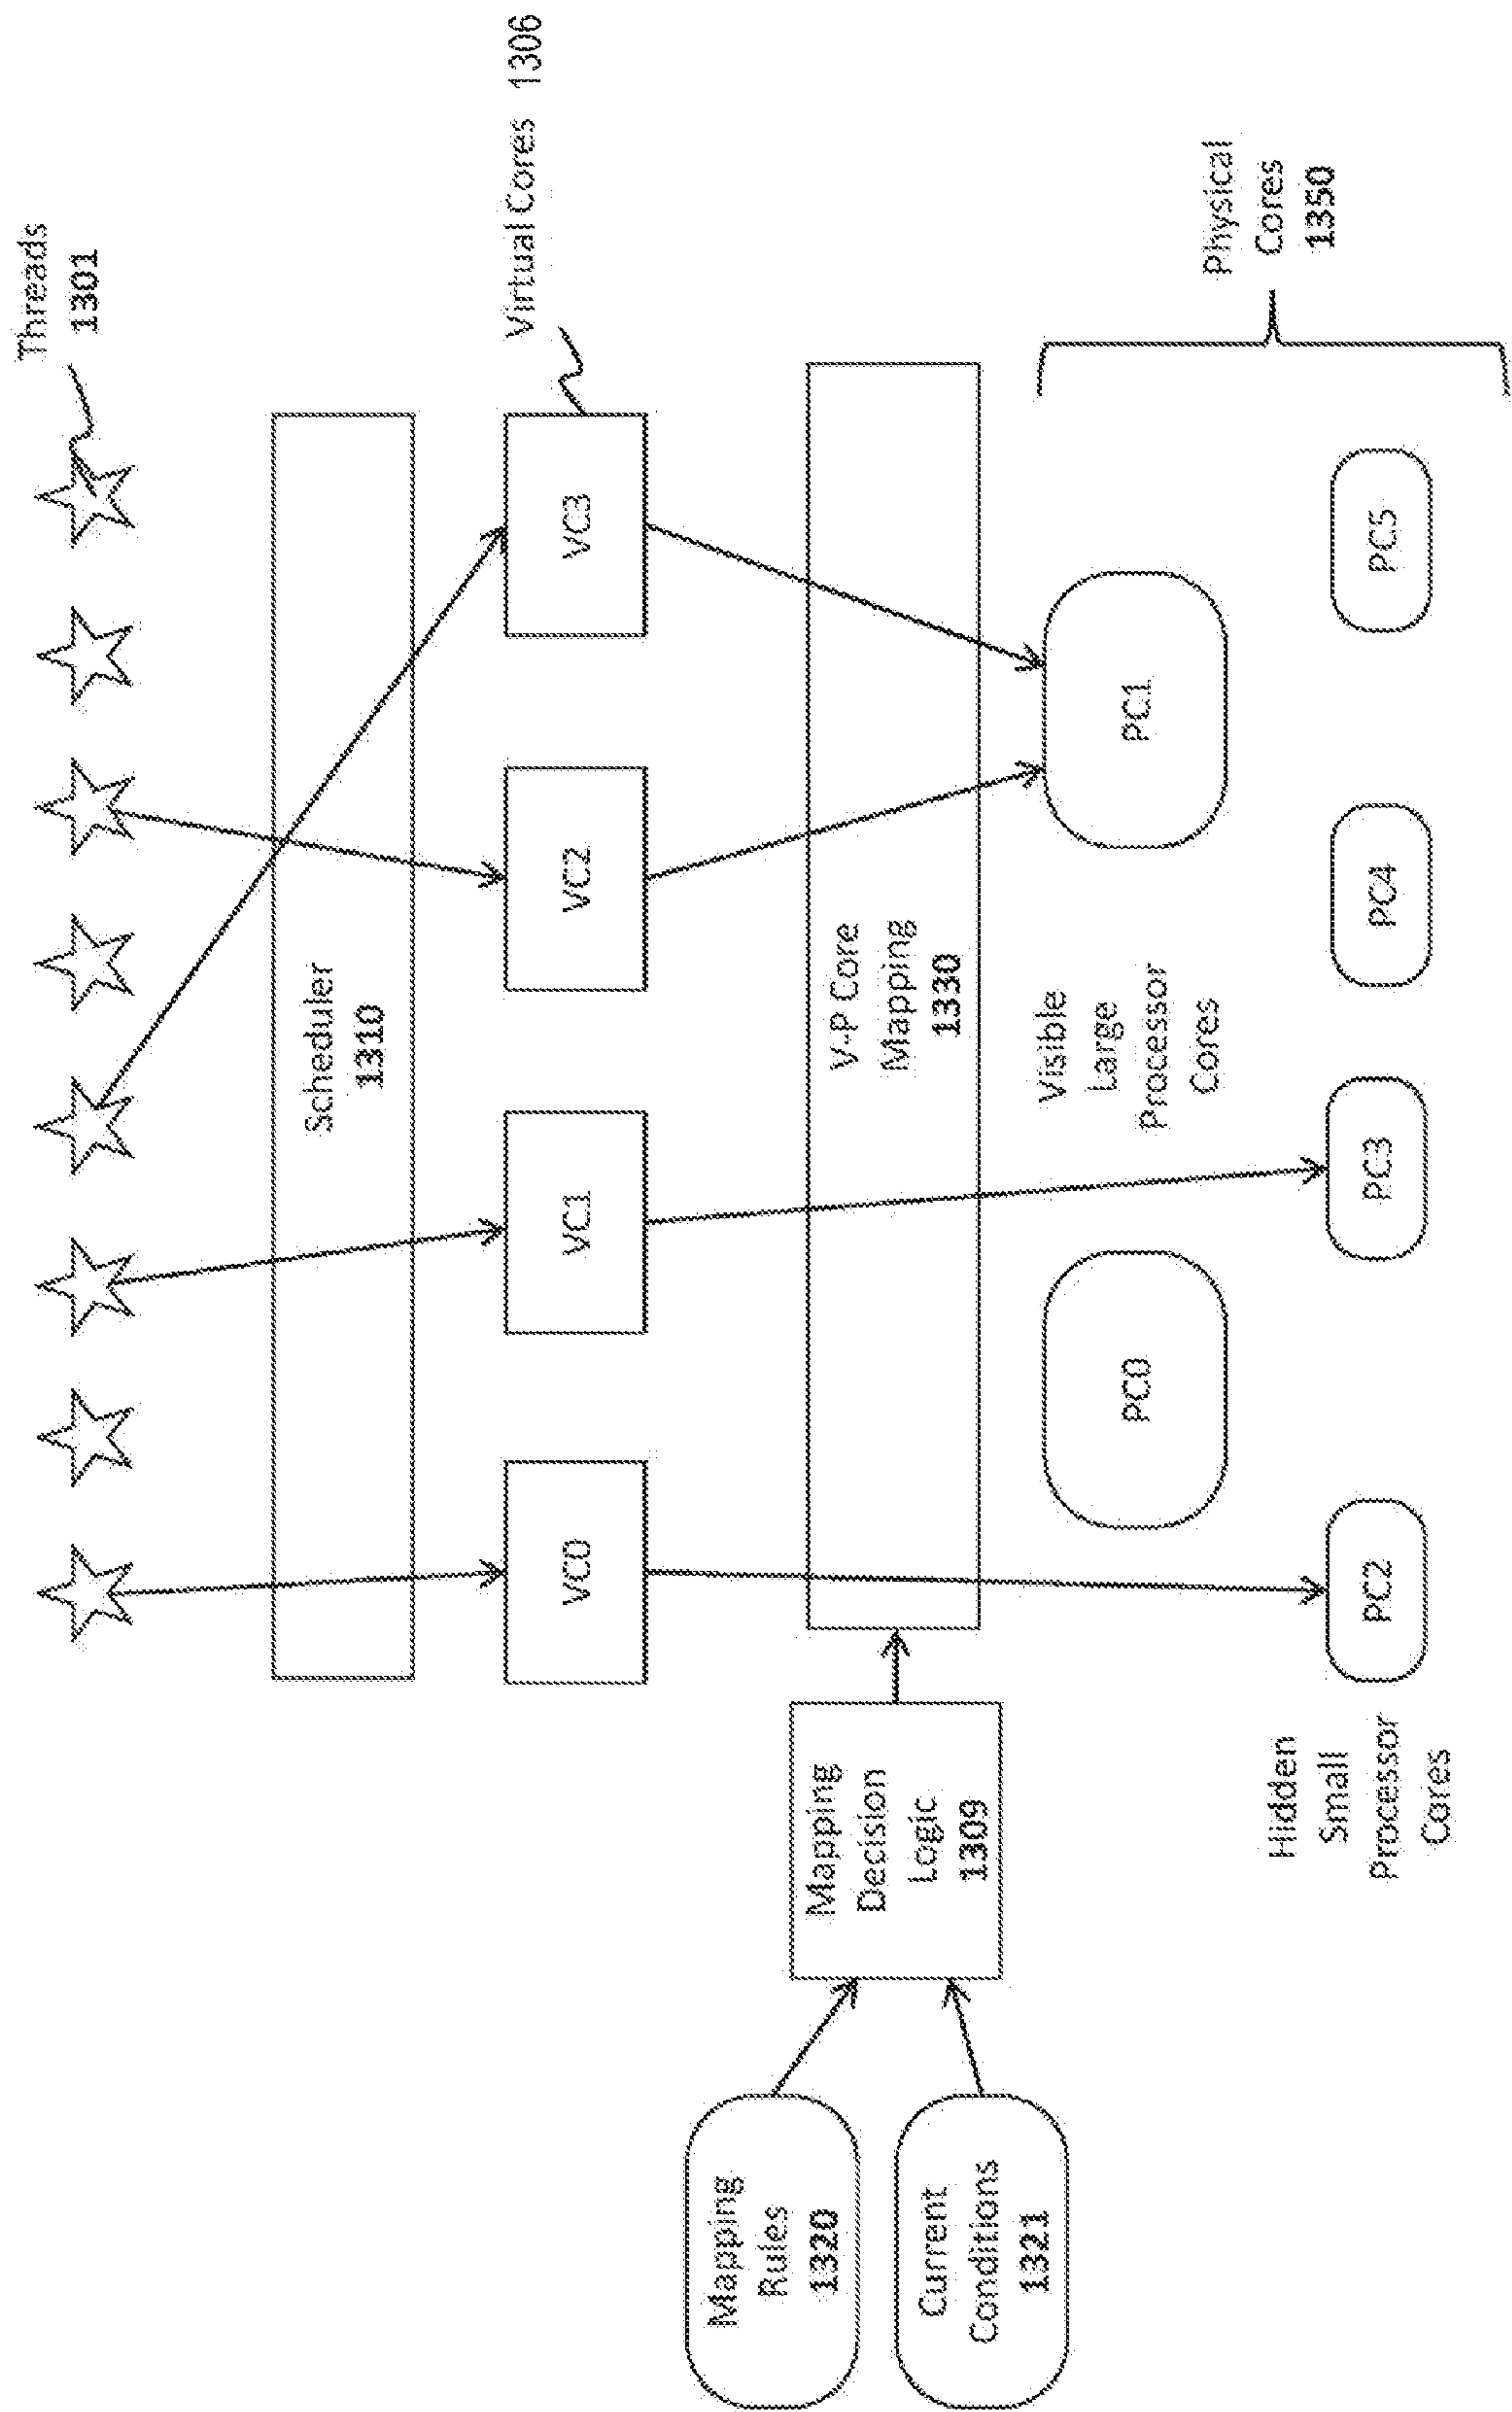 Threads
1301
Scheduler
1310
Virtual Cores 1306
VC0
VC1
VC2
VC3
Mapping
Rules
1320
Current
Conditions
1321
Mapping
Decision
Logic
1309
V-P Core
Mapping
1330
Visible
Large
Processor
Cores
PC0
PC1
Physical
Cores
1350
Hidden
Small
Processor
Cores
PC2
PC3
PC4
PC5